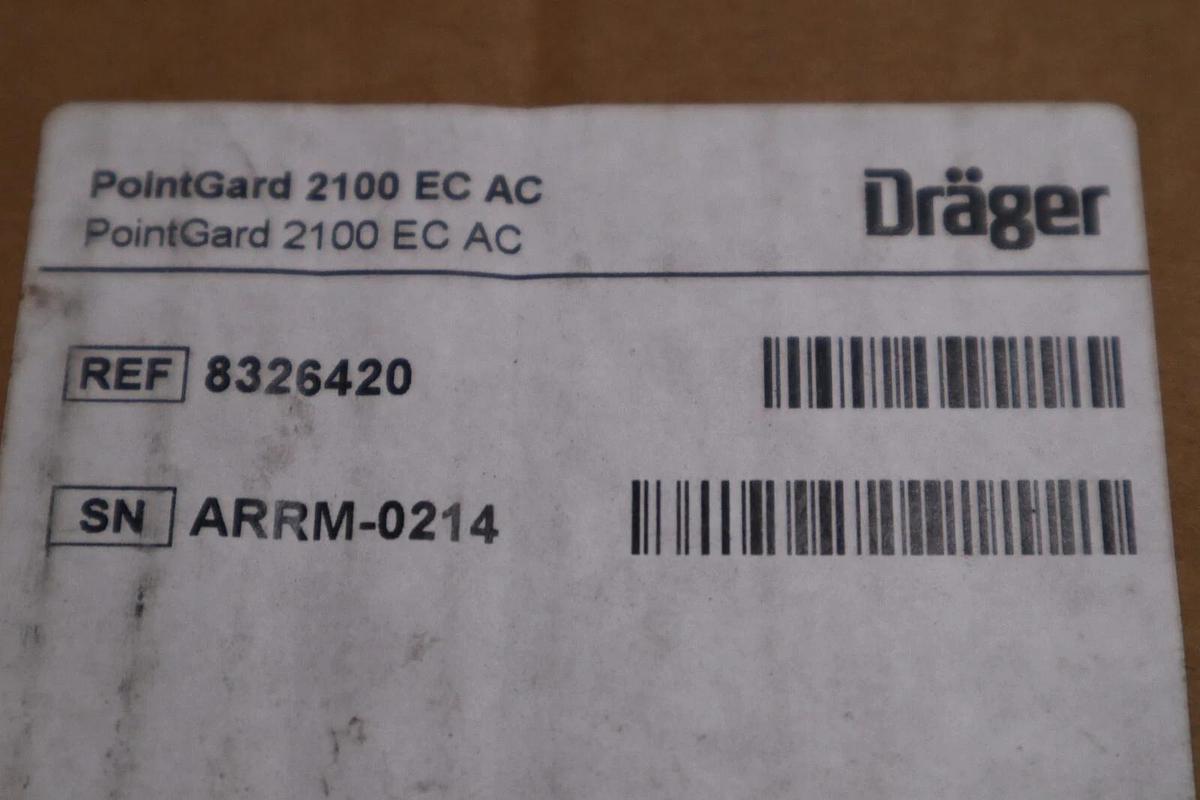 PointGard 2100 EC AC
PointGard 2100 EC AC
Dräger
REF 8326420
SN ARRM-0214